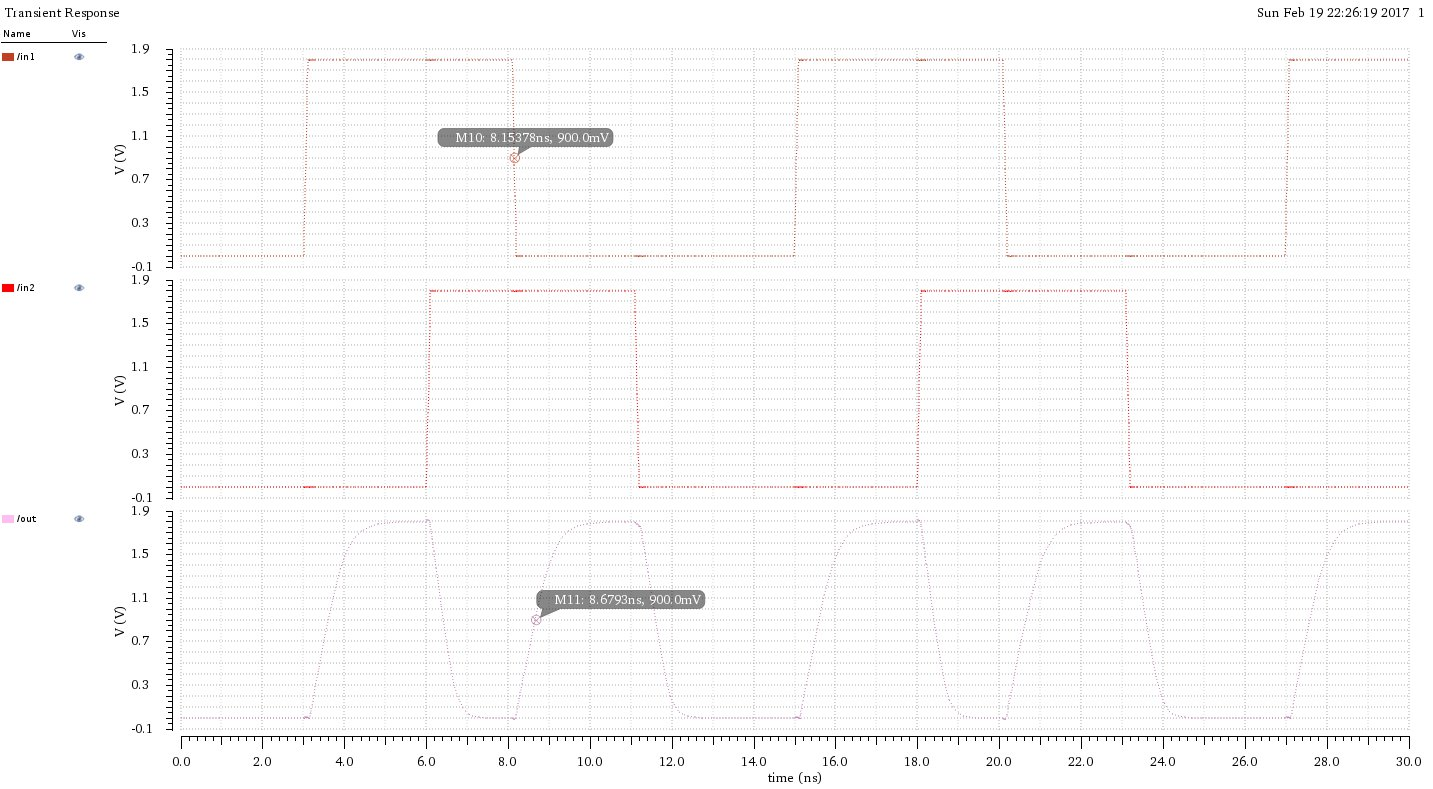 Transient Response
Sun Feb 19 22:26:19 2017 1
Name Vis
/in1
1.9
1.5
1.1
0.7
0.3
-0.1
V (V)
M10: 8.15378ns, 900.0mV
/in2
1.9
1.5
1.1
0.7
0.3
-0.1
V (V)
/out
1.9
1.5
1.1
0.7
0.3
-0.1
V (V)
M11: 8.6793ns, 900.0mV
0.0 2.0 4.0 6.0 8.0 10.0 12.0 14.0 16.0 18.0 20.0 22.0 24.0 26.0 28.0 30.0
time (ns)